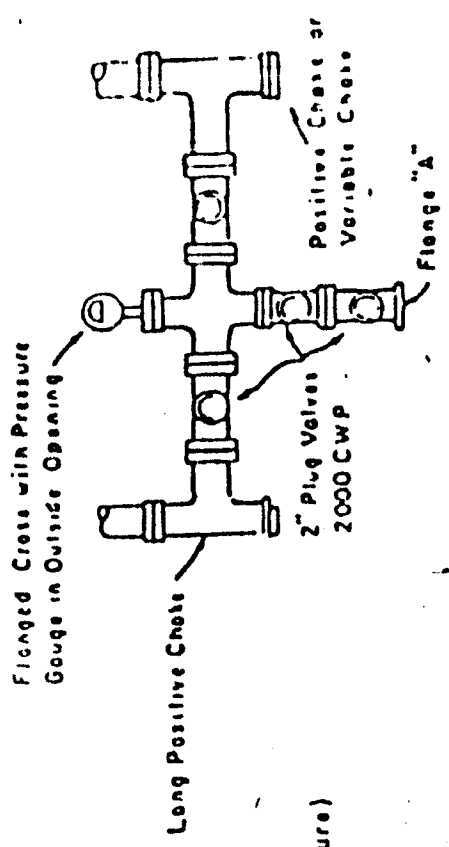 Flanged Cross with Pressure
Gauge in Outside Opening
Long Positive Choke
2" Plug Valves
2000 CWP
Positive Choke or
Variable Choke
Flange "A"
ure)